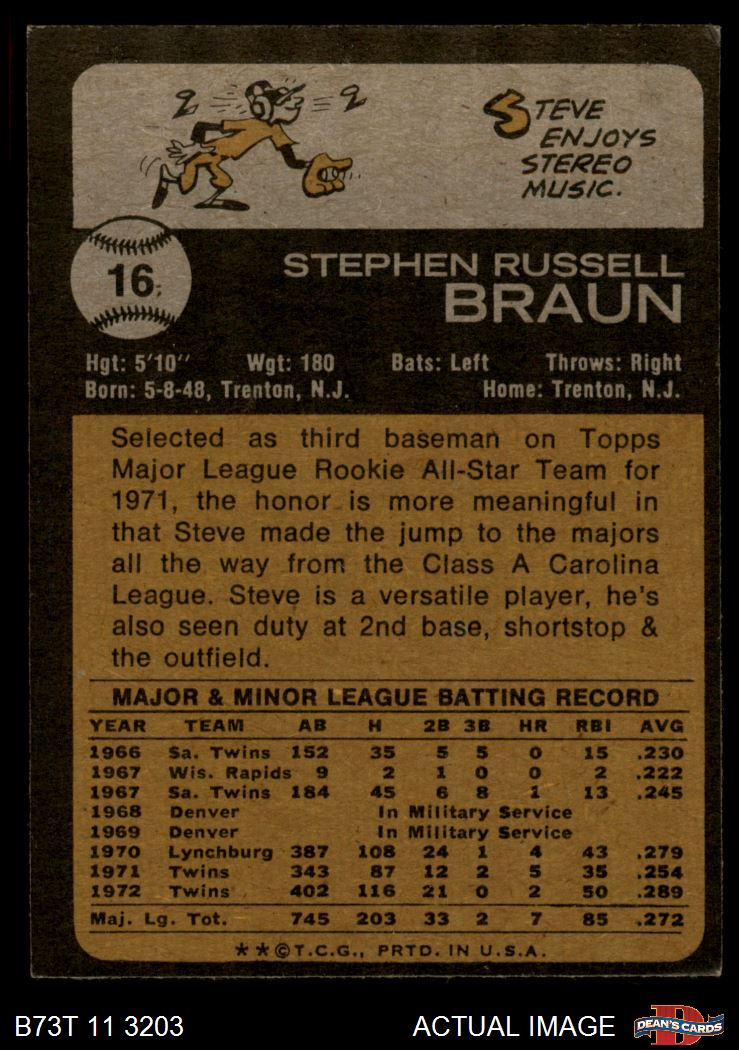 STEVE
ENJOYS
STEREO
MUSIC.
16
STEPHEN RUSSELL
BRAUN
Hgt: 5'10" Wgt: 180 Bats: Left Throws: Right
Born: 5-8-48, Trenton, N.J. Home: Trenton, N.J.
Selected as third baseman on Topps
Major League Rookie All-Star Team for
1971, the honor is more meaningful in
that Steve made the jump to the majors
all the way from the Class A Carolina
League. Steve is a versatile player, he's
also seen duty at 2nd base, shortstop &
the outfield.
MAJOR & MINOR LEAGUE BATTING RECORD
YEAR TEAM AB H 2B 3B HR RBI AVG
1966 Sa. Twins 152 35 5 5 0 15 .230
1967 Wis. Rapids 9 2 1 0 0 2 .222
1967 Sa. Twins 184 45 6 8 1 13 .245
1968 Denver In Military Service
1969 Denver In Military Service
1970 Lynchburg 387 108 24 1 4 43 .279
1971 Twins 343 87 12 2 5 35 .254
1972 Twins 402 116 21 0 2 50 .289
Maj. Lg. Tot. 745 203 33 2 7 85 .272
**©T.C.G., PRTD. IN U.S.A.
B73T 11 3203 ACTUAL IMAGE
D
DEAN'S CARDS